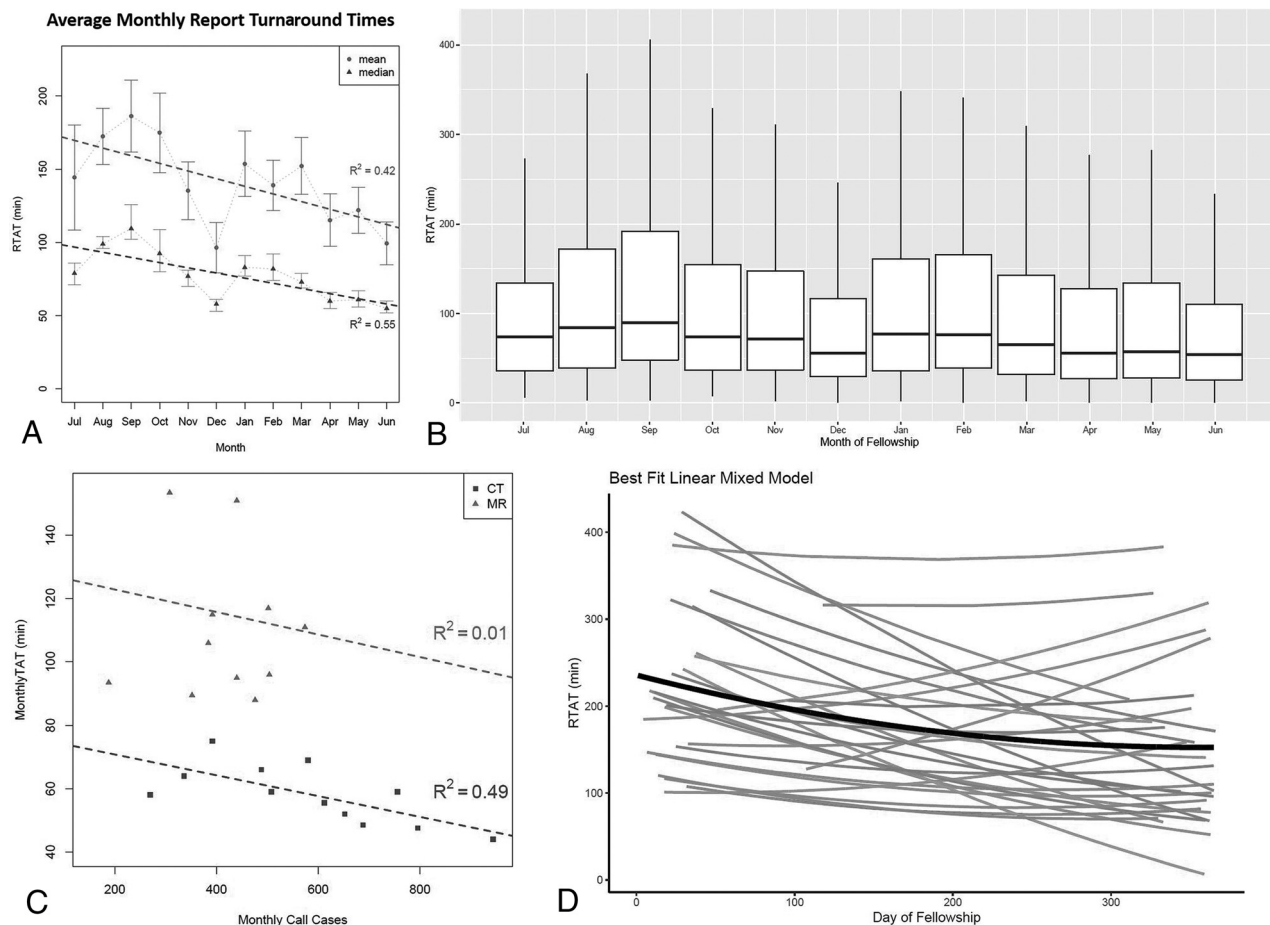 Average Monthly Report Turnaround Times
mean
median
200
150
100
50
0
RTAT (min)
R² = 0.42
R² = 0.55
Jul Aug Sep Oct Nov Dec Jan Feb Mar Apr May Jun
Month
A
400
300
200
100
0
RTAT (min)
Jul Aug Sep Oct Nov Dec Jan Feb Mar Apr May Jun
Month of Fellowship
B
CT
MR
140
120
100
80
60
40
MonthlyTAT (min)
R² = 0.01
R² = 0.49
200 400 600 800
Monthly Call Cases
C
Best Fit Linear Mixed Model
400
300
200
100
0
RTAT (min)
0 100 200 300
Day of Fellowship
D